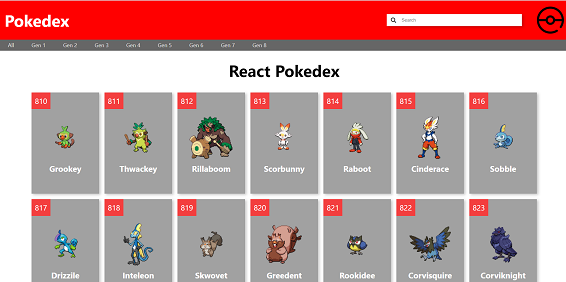 Pokedex
Search
All Gen 1 Gen 2 Gen 3 Gen 4 Gen 5 Gen 6 Gen 7 Gen 8
React Pokedex
810 811 812 813 814 815 816
Grookey Thwackey Rillaboom Scorbunny Raboot Cinderace Sobble
817 818 819 820 821 822 823
Drizzile Inteleon Skwovet Greedent Rookidee Corvisquire Corviknight